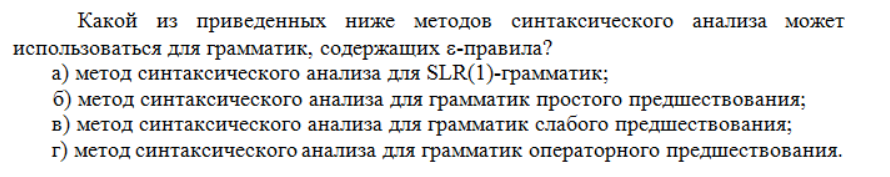 Какой из приведенных ниже методов синтаксического анализа может
использоваться для грамматик, содержащих ε-правила?
а) метод синтаксического анализа для SLR(1)-грамматик;
б) метод синтаксического анализа для грамматик простого предшествования;
в) метод синтаксического анализа для грамматик слабого предшествования;
г) метод синтаксического анализа для грамматик операторного предшествования.